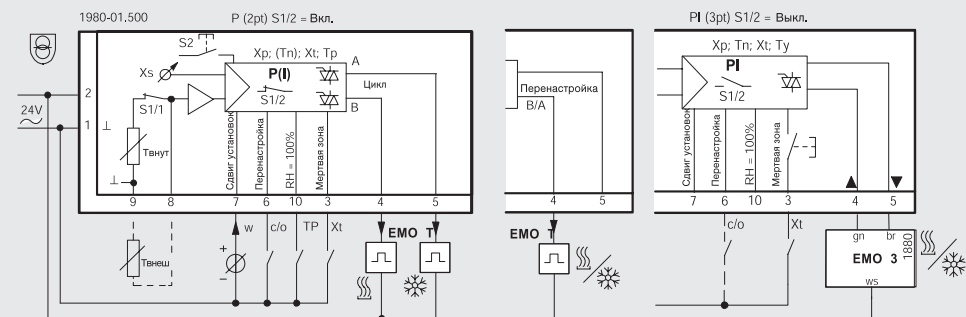 1980-01.500
P (2pt) S1/2 = Вкл.
S2
Xp; (Tn); Xt; Tp
Xs
P(I)
A
Цикл
B
S1/1
S1/2
2
24V
1
⊥
Твнут
⊥
Сдвиг установок
Перенастройка
RH = 100%
Мертвая зона
9
8
7
6
10
3
4
5
w
c/o
TP
Xt
EMO T
+
−
Твнеш
Перенастройка
B/A
4
5
EMO T
PI (3pt) S1/2 = Выкл.
Xp; Tn; Xt; Ty
PI
S1/2
Сдвиг установок
Перенастройка
RH = 100%
Мертвая зона
7
6
10
3
4
5
c/o
Xt
gn
br
EMO 3
1880
ws